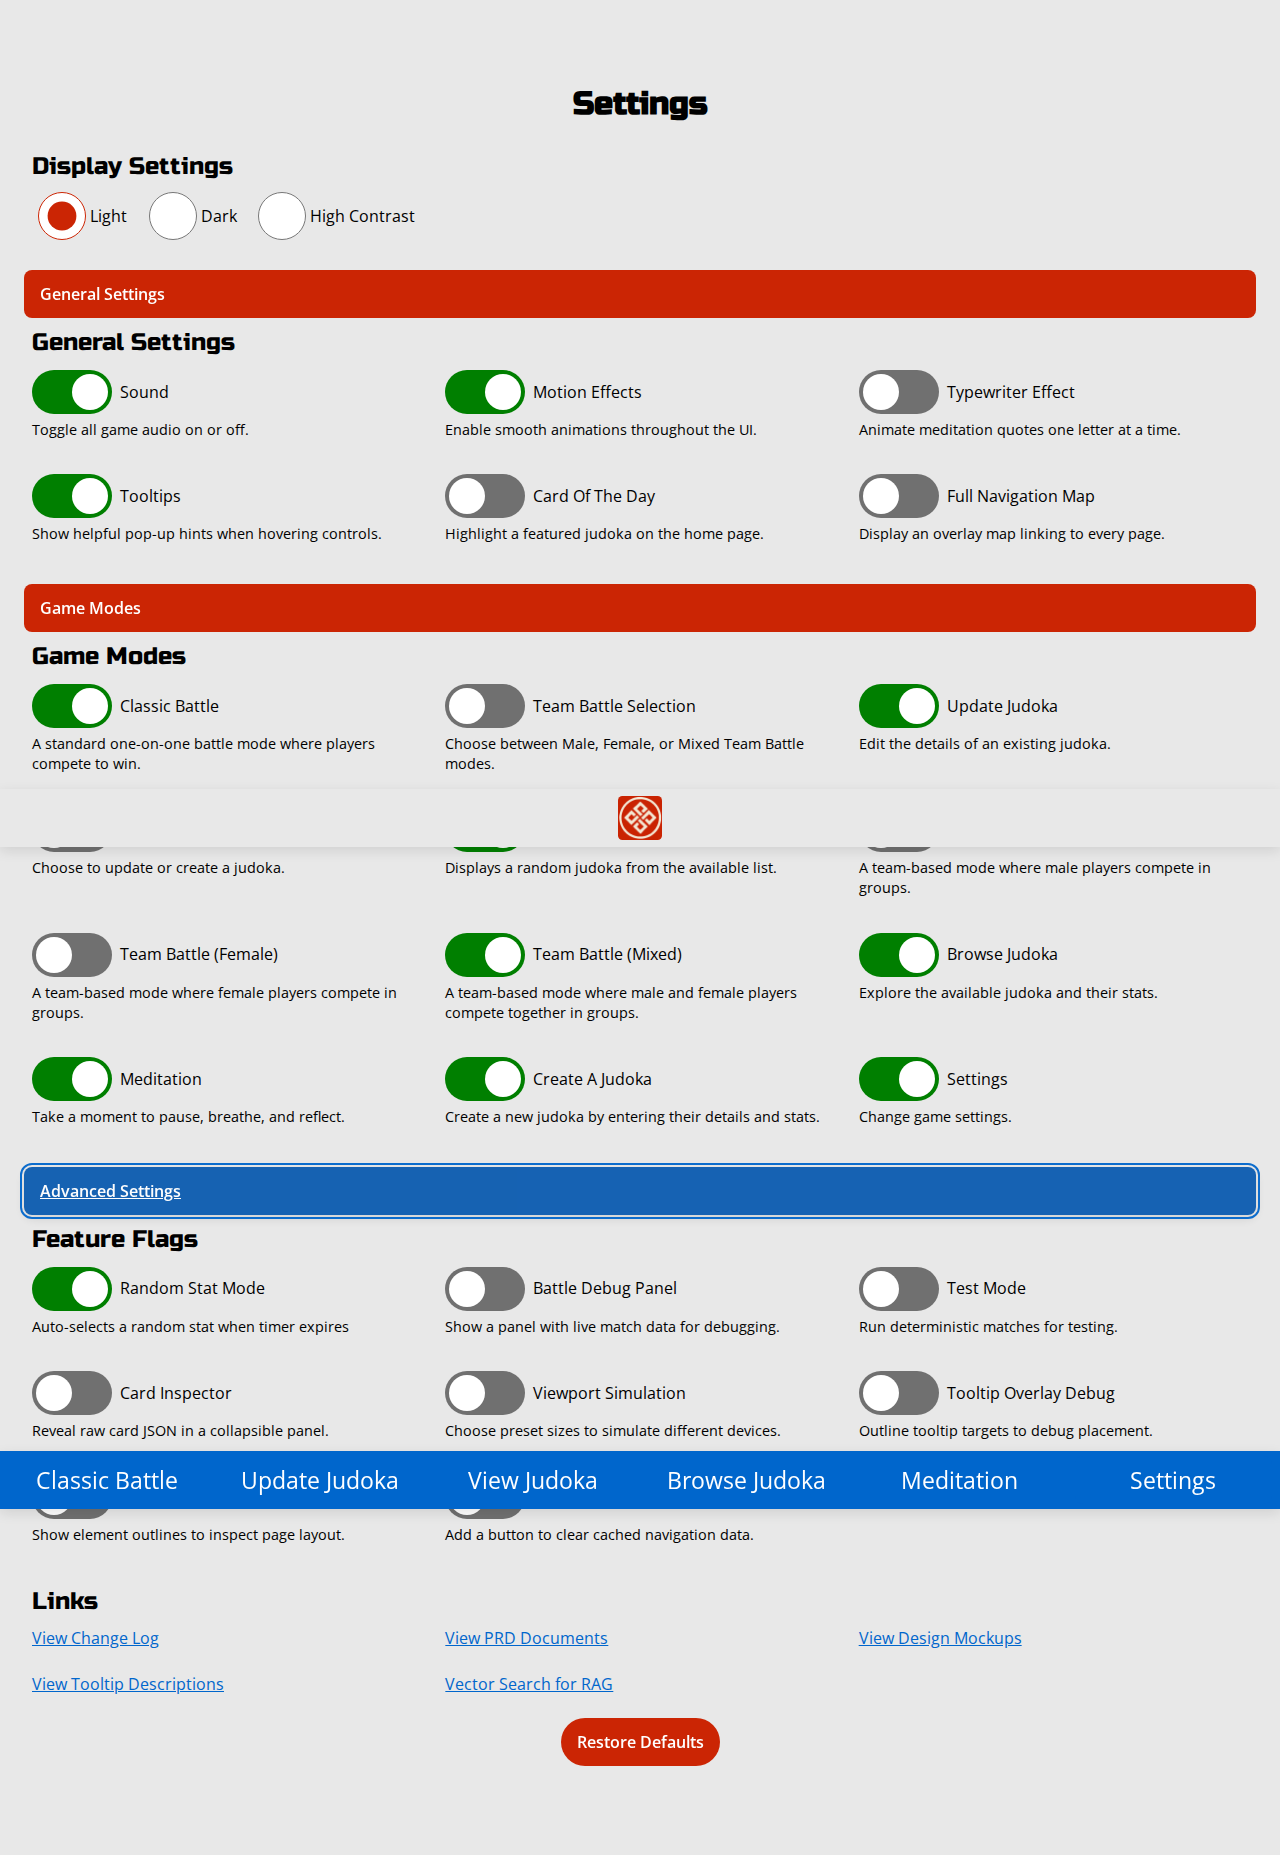 Settings
Display Settings
Light
Dark
High Contrast
General Settings
General Settings
Sound
Motion Effects
Typewriter Effect
Toggle all game audio on or off.
Enable smooth animations throughout the UI.
Animate meditation quotes one letter at a time.
Tooltips
Card Of The Day
Full Navigation Map
Show helpful pop-up hints when hovering controls.
Highlight a featured judoka on the home page.
Display an overlay map linking to every page.
Game Modes
Game Modes
Classic Battle
Team Battle Selection
Update Judoka
A standard one-on-one battle mode where players
compete to win.
Choose between Male, Female, or Mixed Team Battle
modes.
Edit the details of an existing judoka.
Choose to update or create a judoka.
Displays a random judoka from the available list.
A team-based mode where male players compete in
groups.
Team Battle (Female)
Team Battle (Mixed)
Browse Judoka
A team-based mode where female players compete in
groups.
A team-based mode where male and female players
compete together in groups.
Explore the available judoka and their stats.
Meditation
Create A Judoka
Settings
Take a moment to pause, breathe, and reflect.
Create a new judoka by entering their details and stats.
Change game settings.
Advanced Settings
Feature Flags
Random Stat Mode
Battle Debug Panel
Test Mode
Auto-selects a random stat when timer expires
Show a panel with live match data for debugging.
Run deterministic matches for testing.
Card Inspector
Viewport Simulation
Tooltip Overlay Debug
Reveal raw card JSON in a collapsible panel.
Choose preset sizes to simulate different devices.
Outline tooltip targets to debug placement.
Classic Battle
Update Judoka
View Judoka
Browse Judoka
Meditation
Settings
Show element outlines to inspect page layout.
Add a button to clear cached navigation data.
Links
View Change Log
View PRD Documents
View Design Mockups
View Tooltip Descriptions
Vector Search for RAG
Restore Defaults